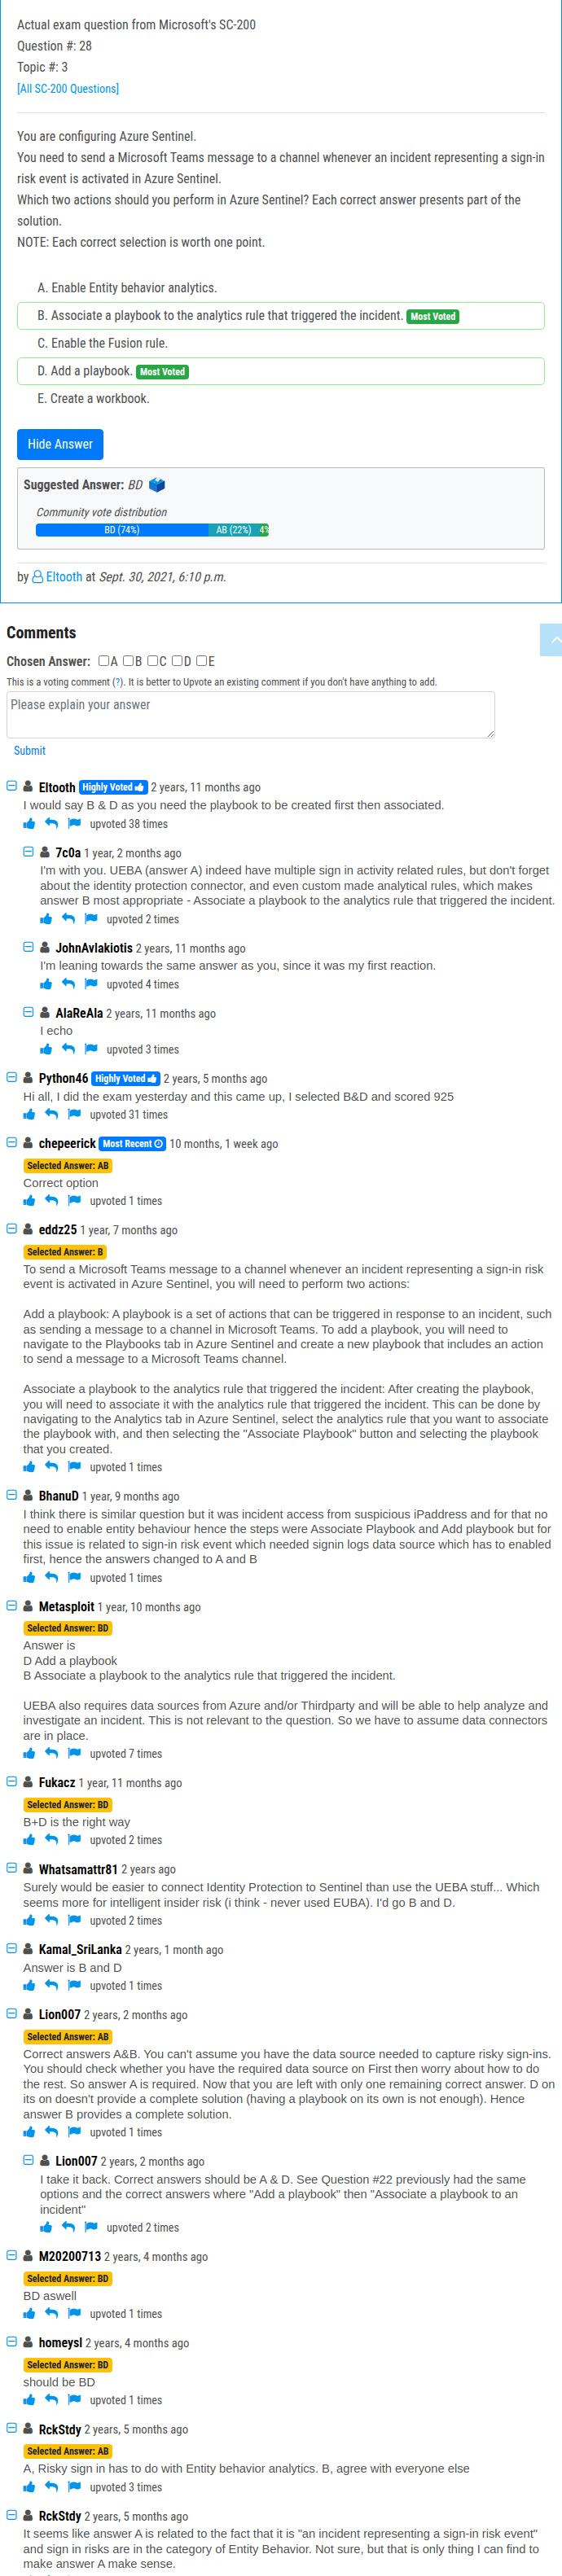 Actual exam question from Microsoft's SC-200
Question #: 28
Topic #: 3
[All SC-200 Questions]
You are configuring Azure Sentinel.
You need to send a Microsoft Teams message to a channel whenever an incident representing a sign-in
risk event is activated in Azure Sentinel.
Which two actions should you perform in Azure Sentinel? Each correct answer presents part of the
solution.
NOTE: Each correct selection is worth one point.
A. Enable Entity behavior analytics.
B. Associate a playbook to the analytics rule that triggered the incident. Most Voted
C. Enable the Fusion rule.
D. Add a playbook. Most Voted
E. Create a workbook.
Hide Answer
Suggested Answer: BD
Community vote distribution
BD (74%) AB (22%) 4%
by Eltooth at Sept. 30, 2021, 6:10 p.m.
Comments
Chosen Answer: A B C D E
This is a voting comment (?). It is better to Upvote an existing comment if you don't have anything to add.
Please explain your answer
Submit
Eltooth Highly Voted 2 years, 11 months ago
I would say B & D as you need the playbook to be created first then associated.
upvoted 38 times
7c0a 1 year, 2 months ago
I'm with you. UEBA (answer A) indeed have multiple sign in activity related rules, but don't forget
about the identity protection connector, and even custom made analytical rules, which makes
answer B most appropriate - Associate a playbook to the analytics rule that triggered the incident.
upvoted 2 times
JohnAvlakiotis 2 years, 11 months ago
I'm leaning towards the same answer as you, since it was my first reaction.
upvoted 4 times
AlaReAla 2 years, 11 months ago
I echo
upvoted 3 times
Python46 Highly Voted 2 years, 5 months ago
Hi all, I did the exam yesterday and this came up, I selected B&D and scored 925
upvoted 31 times
chepeerick Most Recent 10 months, 1 week ago
Selected Answer: AB
Correct option
upvoted 1 times
eddz25 1 year, 7 months ago
Selected Answer: B
To send a Microsoft Teams message to a channel whenever an incident representing a sign-in risk
event is activated in Azure Sentinel, you will need to perform two actions:
Add a playbook: A playbook is a set of actions that can be triggered in response to an incident, such
as sending a message to a channel in Microsoft Teams. To add a playbook, you will need to
navigate to the Playbooks tab in Azure Sentinel and create a new playbook that includes an action
to send a message to a Microsoft Teams channel.
Associate a playbook to the analytics rule that triggered the incident: After creating the playbook,
you will need to associate it with the analytics rule that triggered the incident. This can be done by
navigating to the Analytics tab in Azure Sentinel, select the analytics rule that you want to associate
the playbook with, and then selecting the "Associate Playbook" button and selecting the playbook
that you created.
upvoted 1 times
BhanuD 1 year, 9 months ago
I think there is similar question but it was incident access from suspicious iPaddress and for that no
need to enable entity behaviour hence the steps were Associate Playbook and Add playbook but for
this issue is related to sign-in risk event which needed signin logs data source which has to enabled
first, hence the answers changed to A and B
upvoted 1 times
Metasploit 1 year, 10 months ago
Selected Answer: BD
Answer is
D Add a playbook
B Associate a playbook to the analytics rule that triggered the incident.
UEBA also requires data sources from Azure and/or Thirdparty and will be able to help analyze and
investigate an incident. This is not relevant to the question. So we have to assume data connectors
are in place.
upvoted 7 times
Fukacz 1 year, 11 months ago
Selected Answer: BD
B+D is the right way
upvoted 2 times
Whatsamattr81 2 years ago
Surely would be easier to connect Identity Protection to Sentinel than use the UEBA stuff... Which
seems more for intelligent insider risk (i think - never used EUBA). I'd go B and D.
upvoted 2 times
Kamal_SriLanka 2 years, 1 month ago
Answer is B and D
upvoted 1 times
Lion007 2 years, 2 months ago
Selected Answer: AB
Correct answers A&B. You can't assume you have the data source needed to capture risky sign-ins.
You should check whether you have the required data source on First then worry about how to do
the rest. So answer A is required. Now that you are left with only one remaining correct answer. D on
its on doesn't provide a complete solution (having a playbook on its own is not enough). Hence
answer B provides a complete solution.
upvoted 1 times
Lion007 2 years, 2 months ago
I take it back. Correct answers should be A & D. See Question #22 previously had the same
options and the correct answers where "Add a playbook" then "Associate a playbook to an
incident"
upvoted 2 times
M20200713 2 years, 4 months ago
Selected Answer: BD
BD aswell
upvoted 1 times
homeysl 2 years, 4 months ago
Selected Answer: BD
should be BD
upvoted 1 times
RckStdy 2 years, 5 months ago
Selected Answer: AB
A, Risky sign in has to do with Entity behavior analytics. B, agree with everyone else
upvoted 3 times
RckStdy 2 years, 5 months ago
It seems like answer A is related to the fact that it is "an incident representing a sign-in risk event"
and sign in risks are in the category of Entity Behavior. Not sure, but that is only thing I can find to
make answer A make sense.